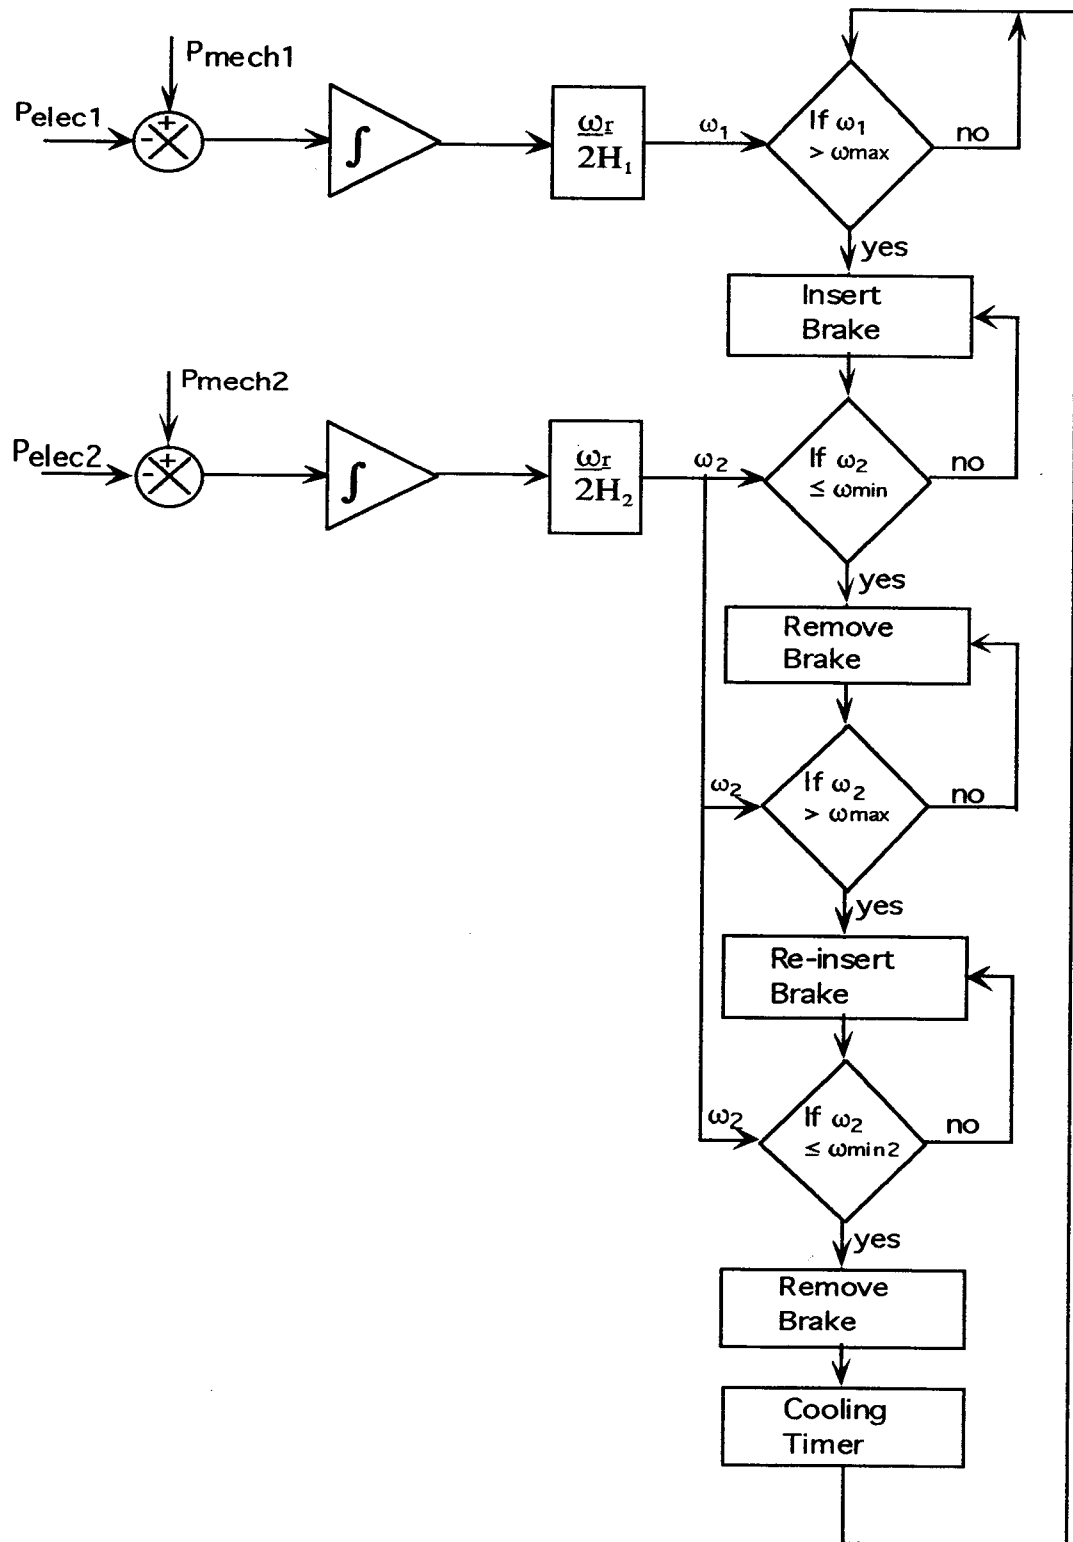 Pmech1
Pelec1
+
-
∫
ωr
2H1
ω1
If ω1
> ωmax
no
yes
Insert
Brake
Pmech2
Pelec2
+
-
∫
ωr
2H2
ω2
If ω2
≤ ωmin
no
yes
Remove
Brake
ω2
If ω2
> ωmax
no
yes
Re-insert
Brake
ω2
If ω2
≤ ωmin2
no
yes
Remove
Brake
Cooling
Timer